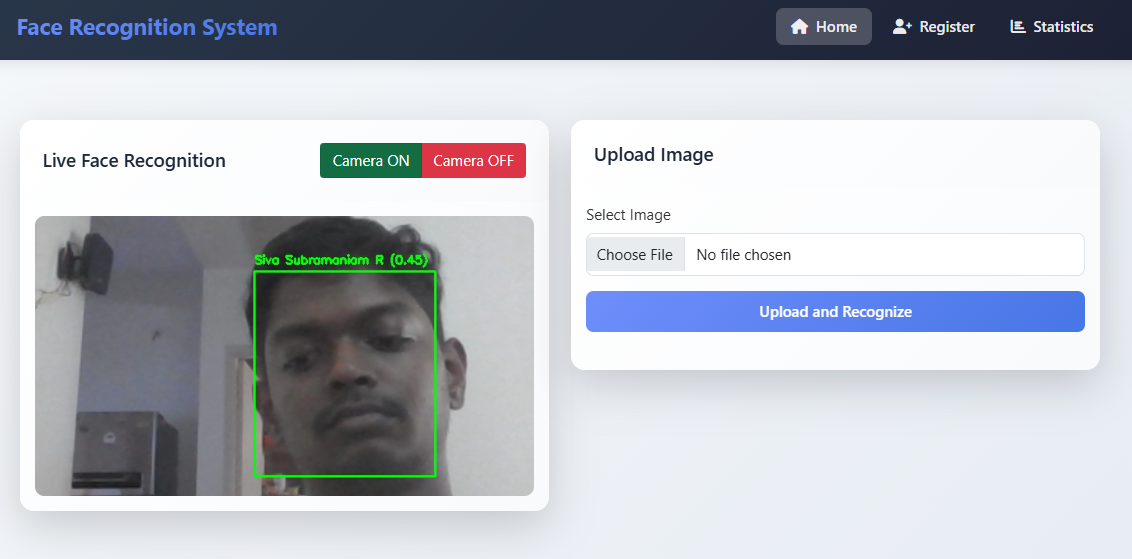 Face Recognition System
Home
Register
Statistics
Live Face Recognition
Camera ON
Camera OFF
Siva Subramaniam R (0.45)
Upload Image
Select Image
Choose File
No file chosen
Upload and Recognize